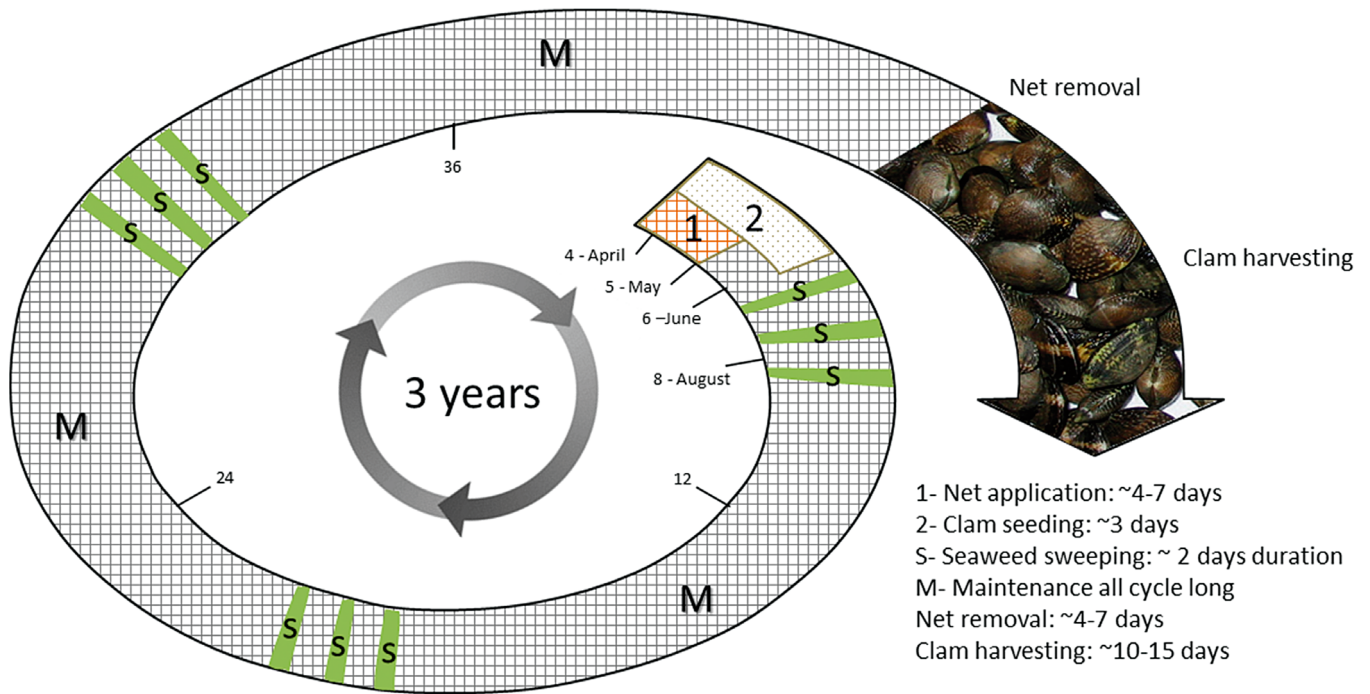 M
Net removal
36
S
S
S
1
2
4 - April
5 - May
6 –June
8 - August
S
S
S
Clam harvesting
3 years
M
24
12
M
S
S
S
1- Net application: ~4-7 days
2- Clam seeding: ~3 days
S- Seaweed sweeping: ~ 2 days duration
M- Maintenance all cycle long
Net removal: ~4-7 days
Clam harvesting: ~10-15 days